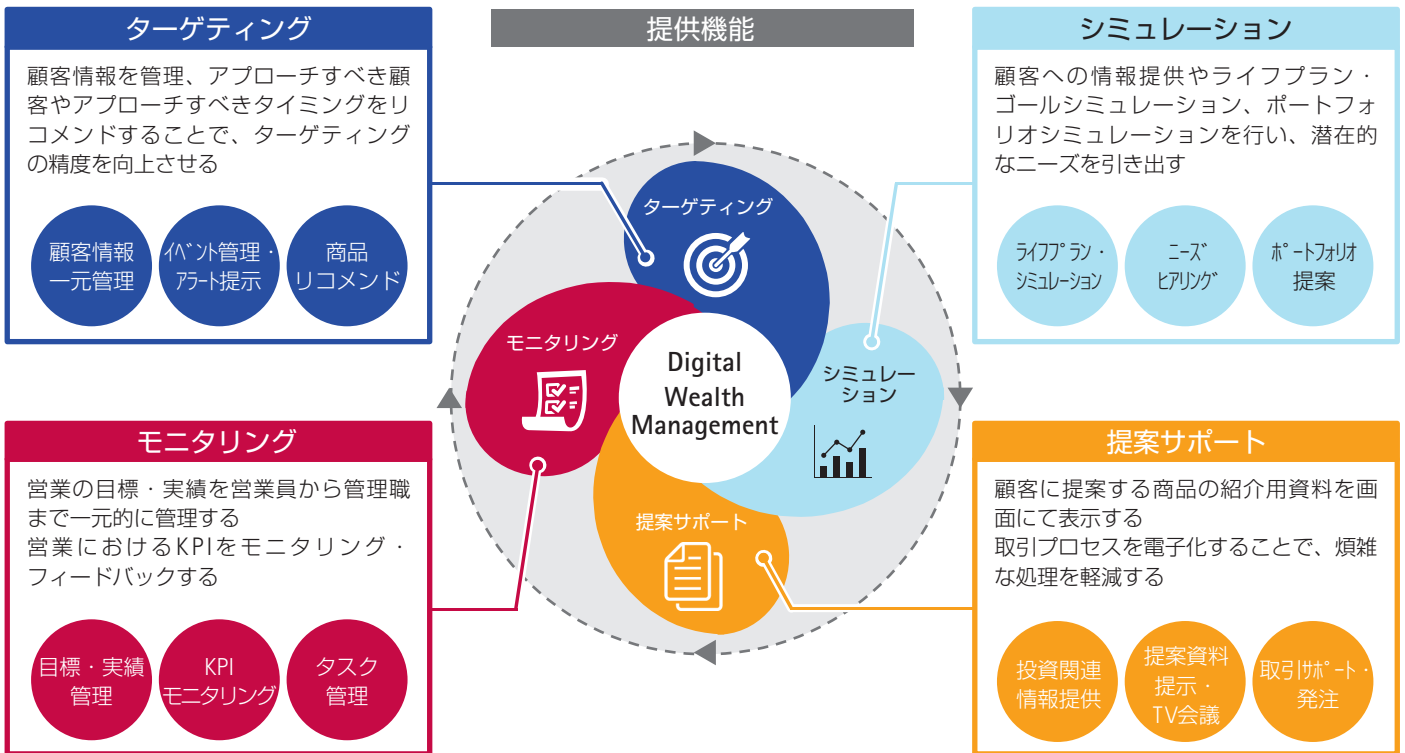 提供機能
ターゲティング
顧客情報を管理、アプローチすべき顧
客やアプローチすべきタイミングをリ
コメンドすることで、ターゲティング
の精度を向上させる
顧客情報
一元管理
ｲﾍﾞﾝﾄ管理・
ｱﾗｰﾄ提示
商品
リコメンド
シミュレーション
顧客への情報提供やライフプラン・
ゴールシミュレーション、ポートフォ
リオシミュレーションを行い、潜在的
なニーズを引き出す
ﾗｲﾌﾌﾟﾗﾝ・
ｼﾐｭﾚｰｼｮﾝ
ﾆｰｽﾞ
ﾋｱﾘﾝｸﾞ
ﾎﾟｰﾄﾌｫﾘｵ
提案
ターゲティング
モニタリング
Digital
Wealth
Management
シミュレー
ション
提案サポート
モニタリング
営業の目標・実績を営業員から管理職
まで一元的に管理する
営業におけるKPIをモニタリング・
フィードバックする
目標・実績
管理
KPI
モニタリング
タスク
管理
提案サポート
顧客に提案する商品の紹介用資料を画
面にて表示する
取引プロセスを電子化することで、煩雑
な処理を軽減する
投資関連
情報提供
提案資料
提示・
TV会議
取引ｻﾎﾟｰﾄ・
発注